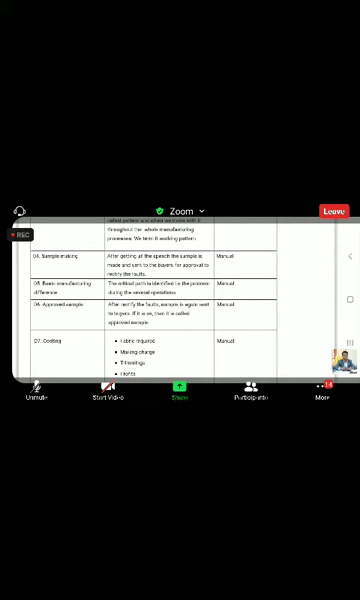 Zoom
Leave
REC
throughout the whole manufacturing
processes. We term it working pattern
04. Sample making
After getting all the speech the sample is
made and sent to the buyers for approval to
rectify the faults.
Manual
05. Basic manufacturing
difference
The critical path is identified i.e the problem
during the several operations
Manual
06. Approved sample
After rectify the faults, sample is again sent
to buyers. If it is ok, than it is called
approved sample
Manual
07. Costing
Fabric required
Making charge
Trimmings
Profits
Manual
Unmute
Start Video
Share
Participants
More
14